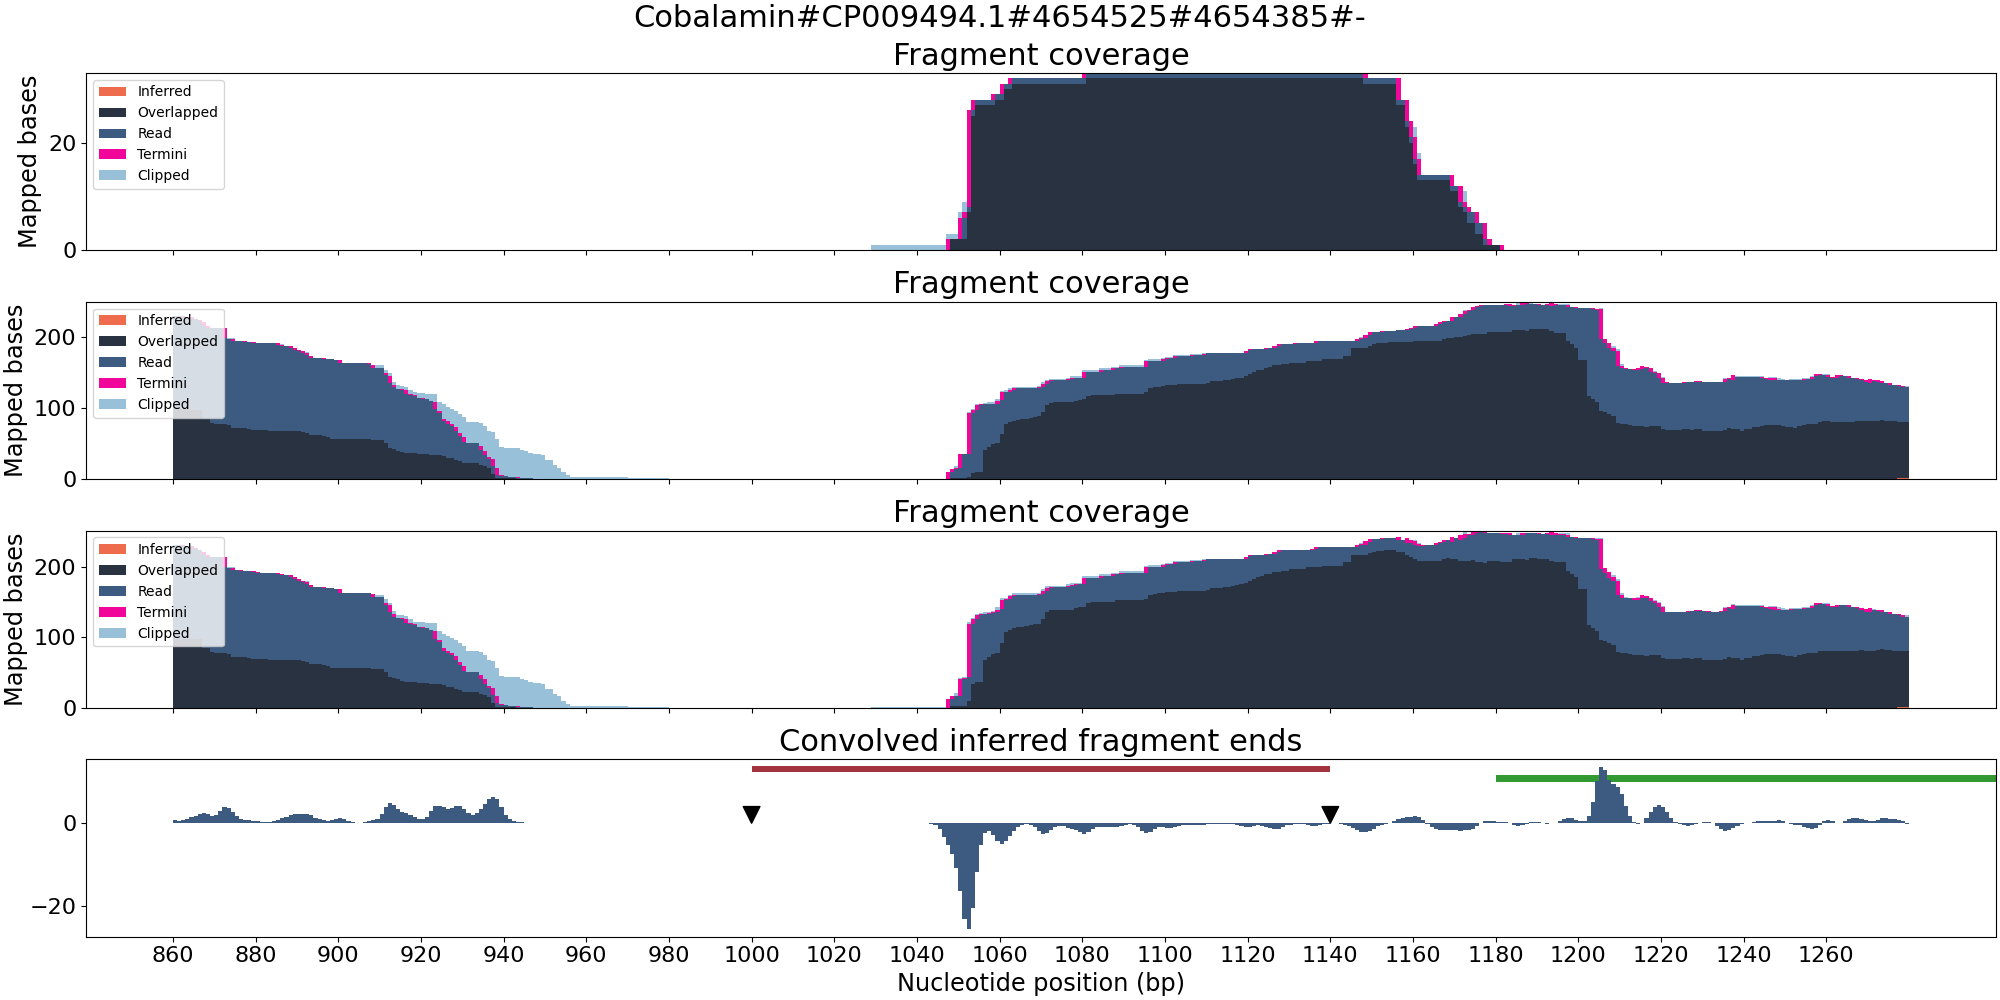 Cobalamin#CP009494.1#4654525#4654385#-
Fragment coverage
Mapped bases
20
0
Inferred
Overlapped
Read
Termini
Clipped
Fragment coverage
Mapped bases
200
100
0
Inferred
Overlapped
Read
Termini
Clipped
Fragment coverage
Mapped bases
200
100
0
Inferred
Overlapped
Read
Termini
Clipped
Convolved inferred fragment ends
0
−20
860 880 900 920 940 960 980 1000 1020 1040 1060 1080 1100 1120 1140 1160 1180 1200 1220 1240 1260
Nucleotide position (bp)